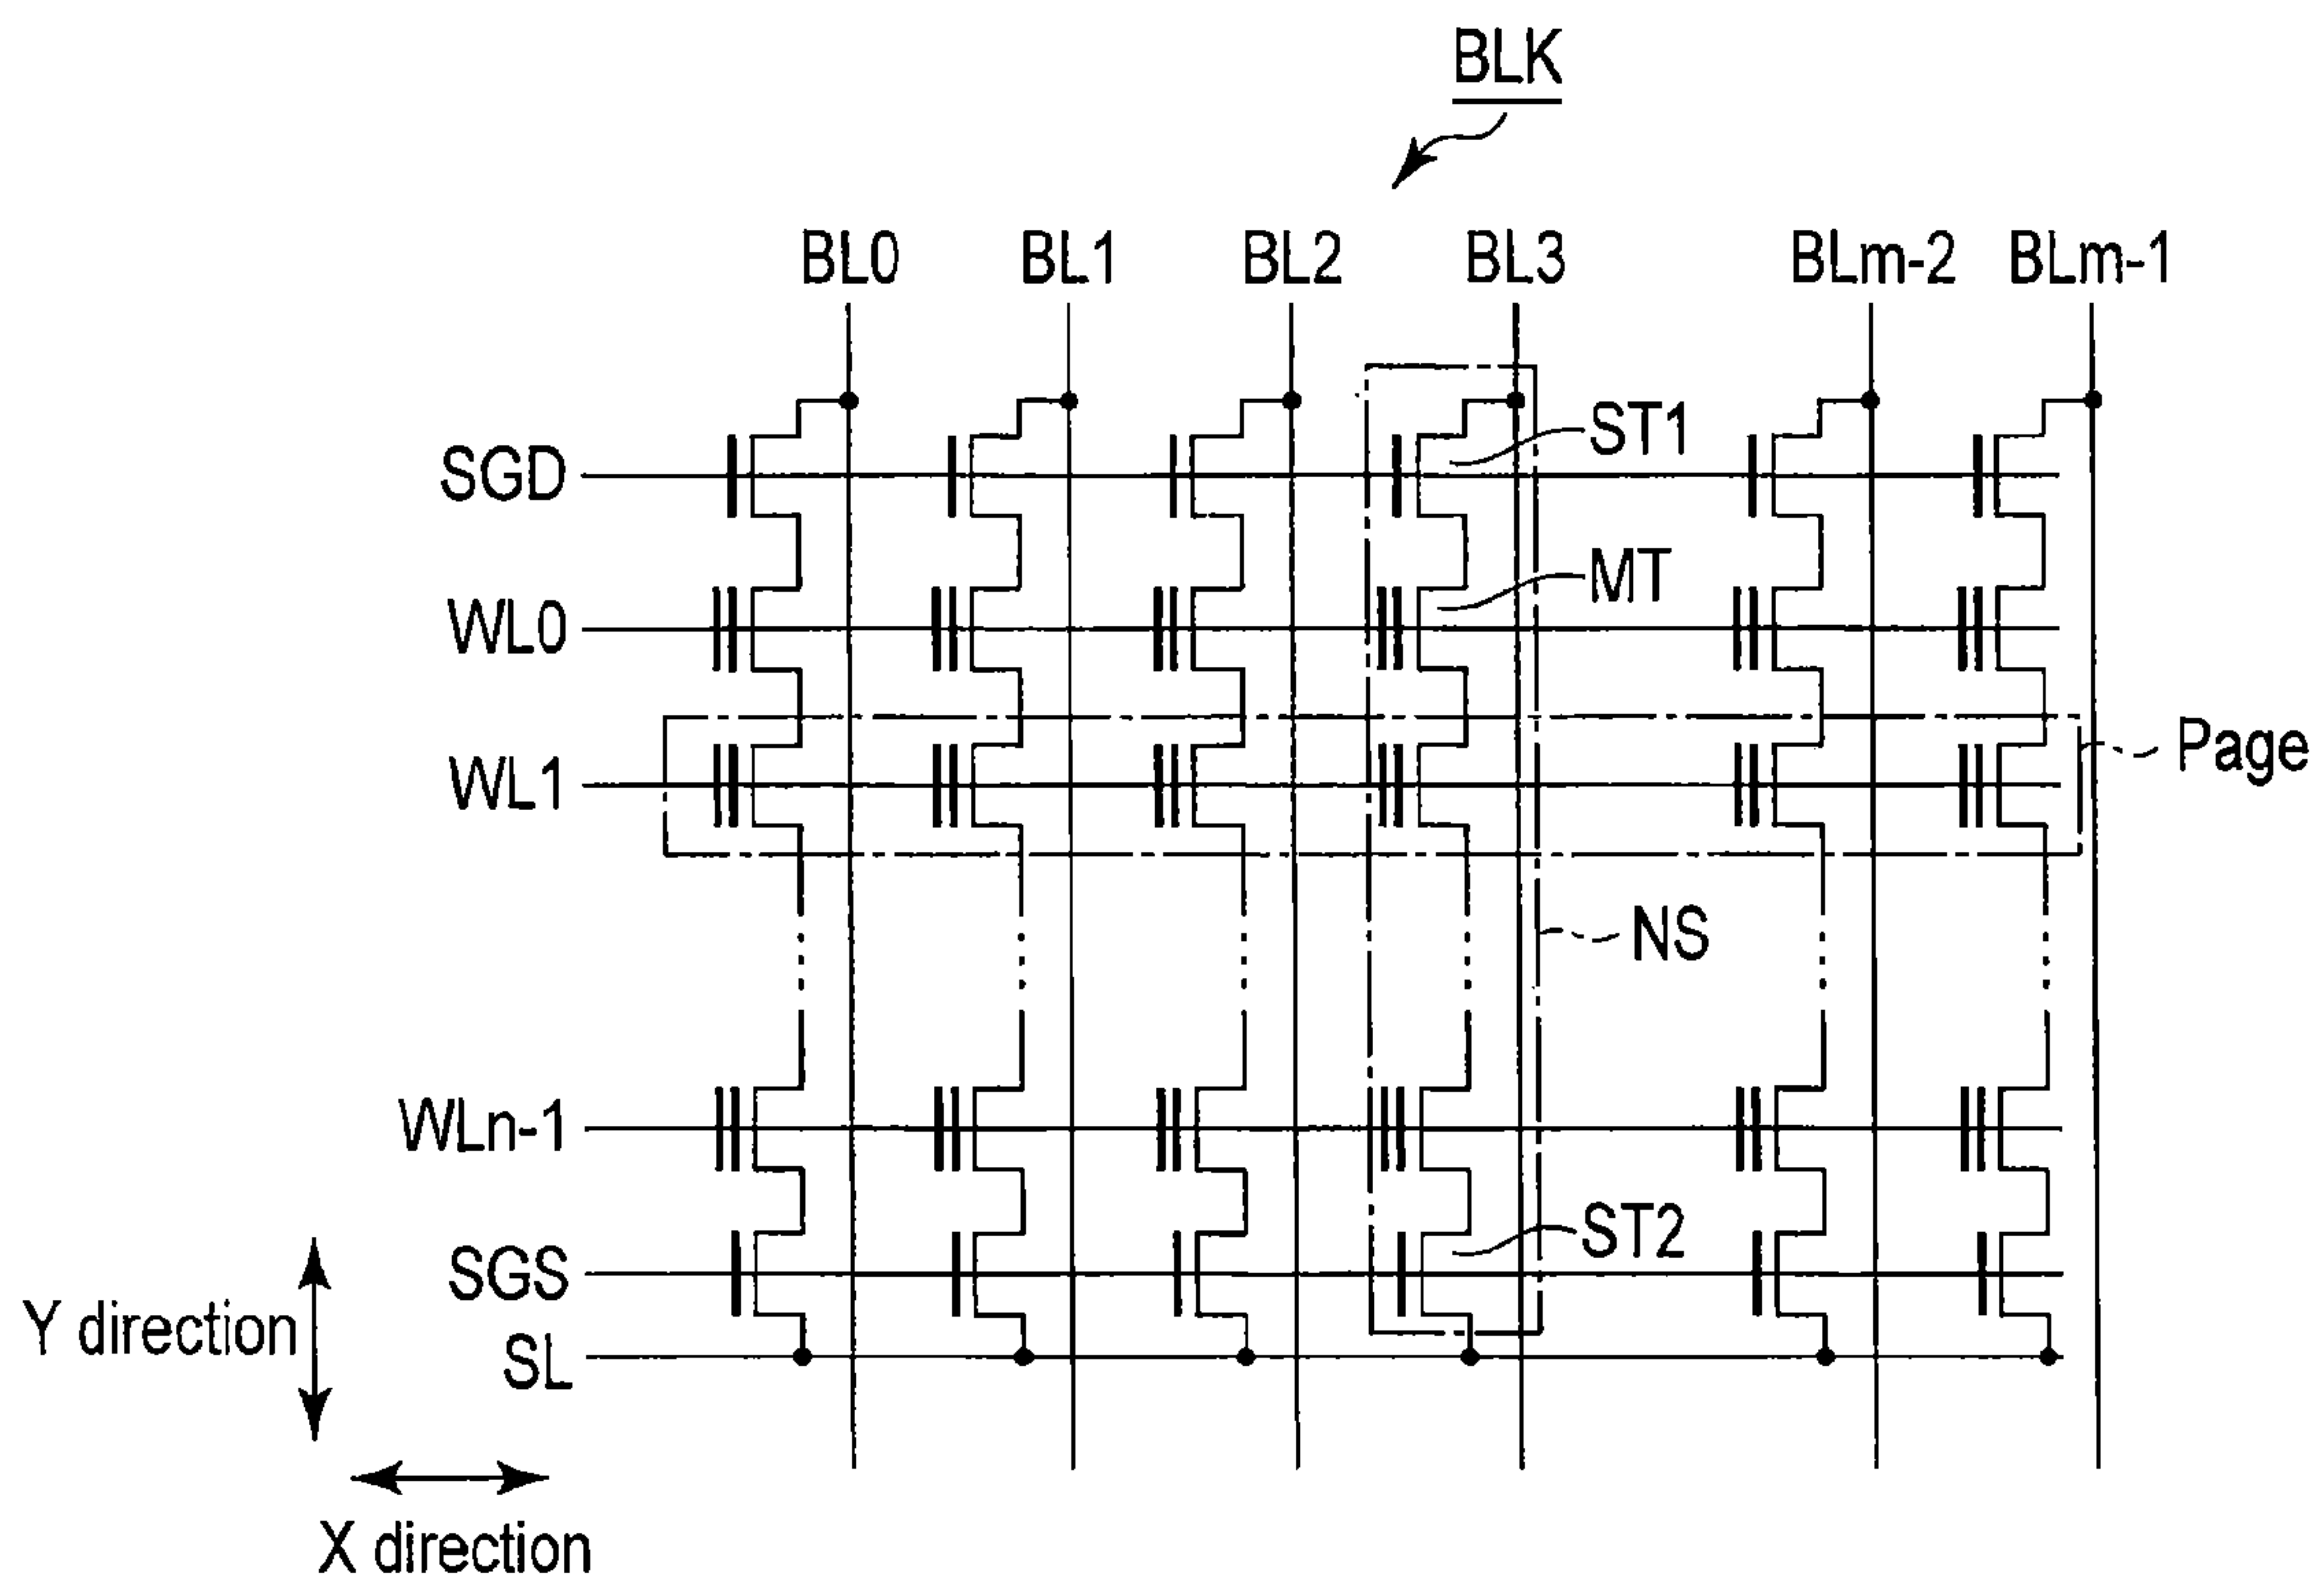 BLK
BL0 BL1 BL2 BL3 BLm-2 BLm-1
ST1
SGD
MT
WL0
WL1
Page
NS
WLn-1
ST2
SGS
Y direction
SL
X direction